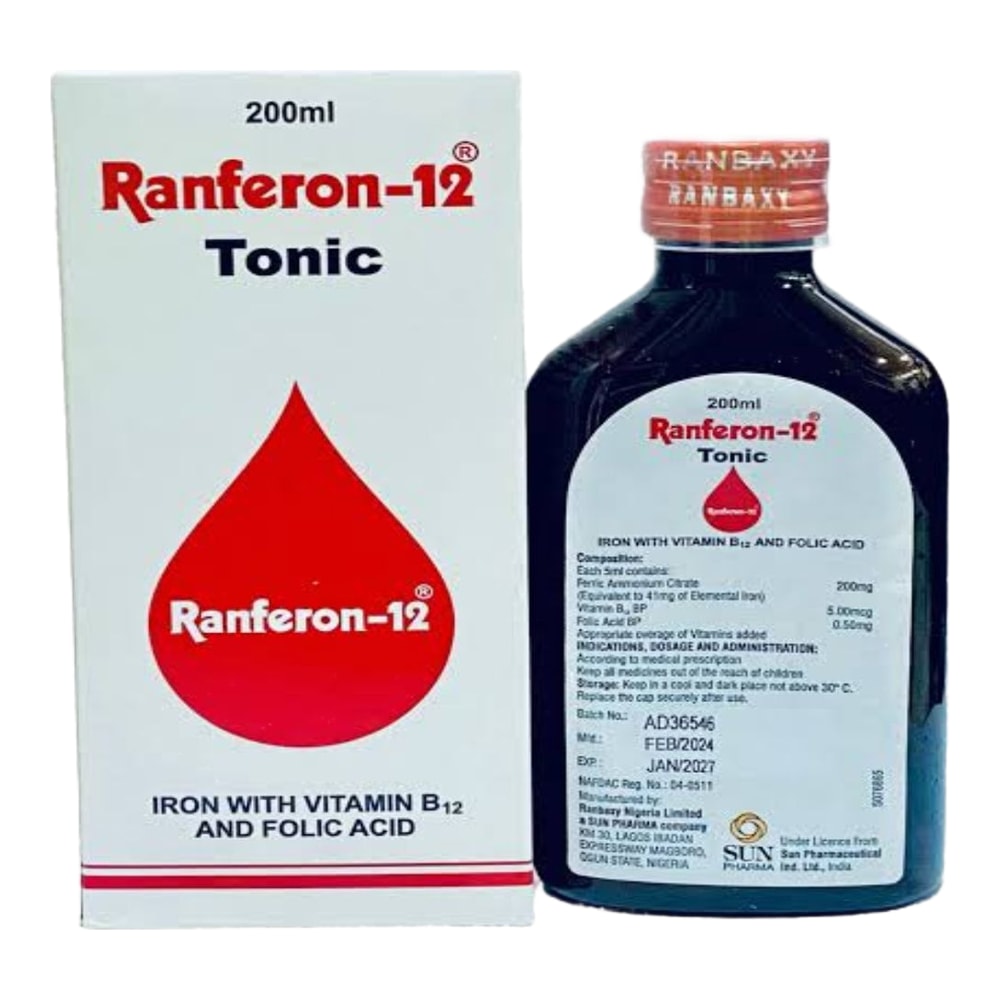 200ml
Ranferon-12®
Tonic
Ranferon-12®
IRON WITH VITAMIN B12
AND FOLIC ACID
RANBAXY
RANBAXY
200ml
Ranferon-12®
Tonic
Ranferon-12
IRON WITH VITAMIN B12 AND FOLIC ACID
Composition:
Each 5ml contains:
Ferric Ammonium Citrate 200mg
(Equivalent to 41mg of Elemental Iron)
Vitamin B12 BP 5.00mcg
Folic Acid BP 0.50mg
Appropriate overage of Vitamins added
INDICATIONS, DOSAGE AND ADMINISTRATION:
According to medical prescription
Keep all medicines out of the reach of children
Storage: Keep in a cool and dark place not above 30° C.
Replace the cap securely after use.
Batch No.: AD36546
Mfd.: FEB/2024
EXP.: JAN/2027
NAFDAC Reg. No.: 04-0511
Manufactured by:
Ranbaxy Nigeria Limited
a SUN PHARMA company
KM 30, LAGOS IBADAN
EXPRESSWAY MAGBORO,
OGUN STATE, NIGERIA
SUN
PHARMA
Under Licence from
Sun Pharmaceutical
Ind. Ltd., India